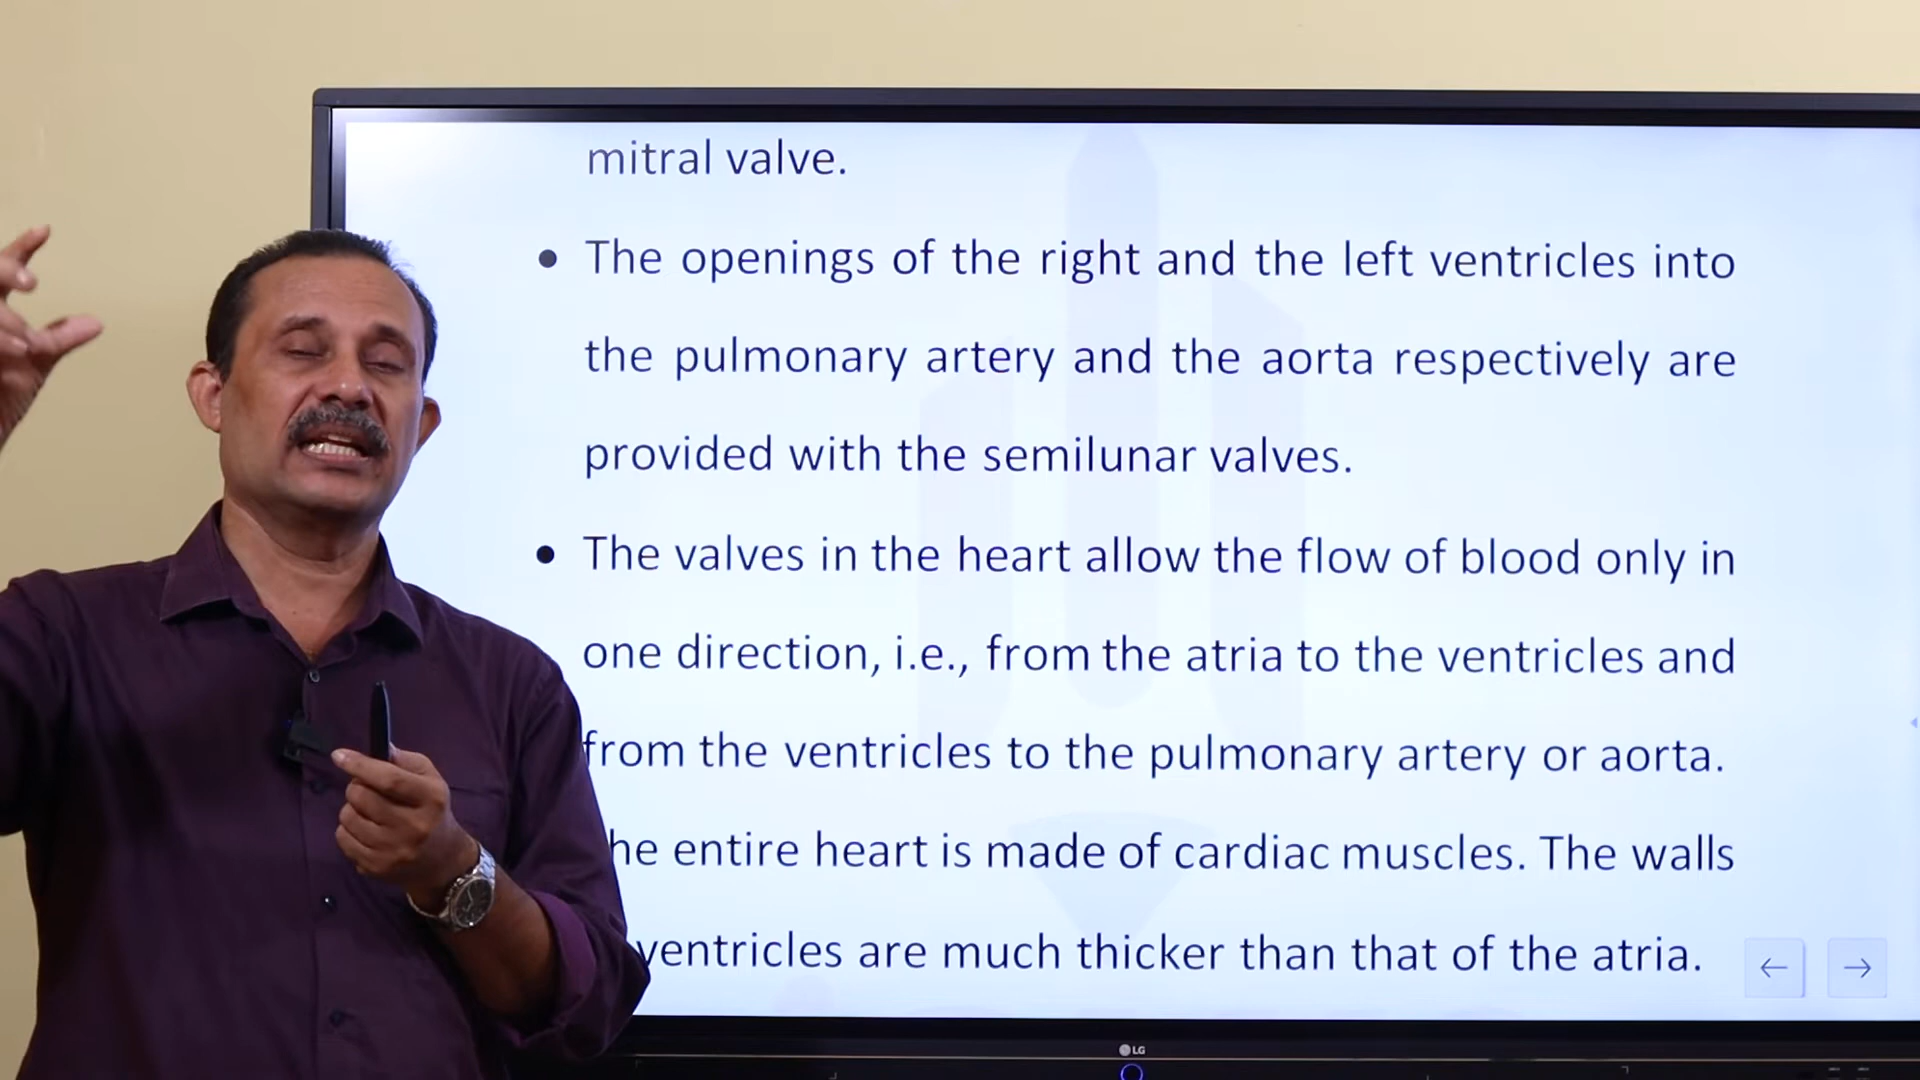 mitral valve.
• The openings of the right and the left ventricles into
the pulmonary artery and the aorta respectively are
provided with the semilunar valves.
• The valves in the heart allow the flow of blood only in
one direction, i.e., from the atria to the ventricles and
from the ventricles to the pulmonary artery or aorta.
he entire heart is made of cardiac muscles. The walls
ventricles are much thicker than that of the atria.
← →
LG